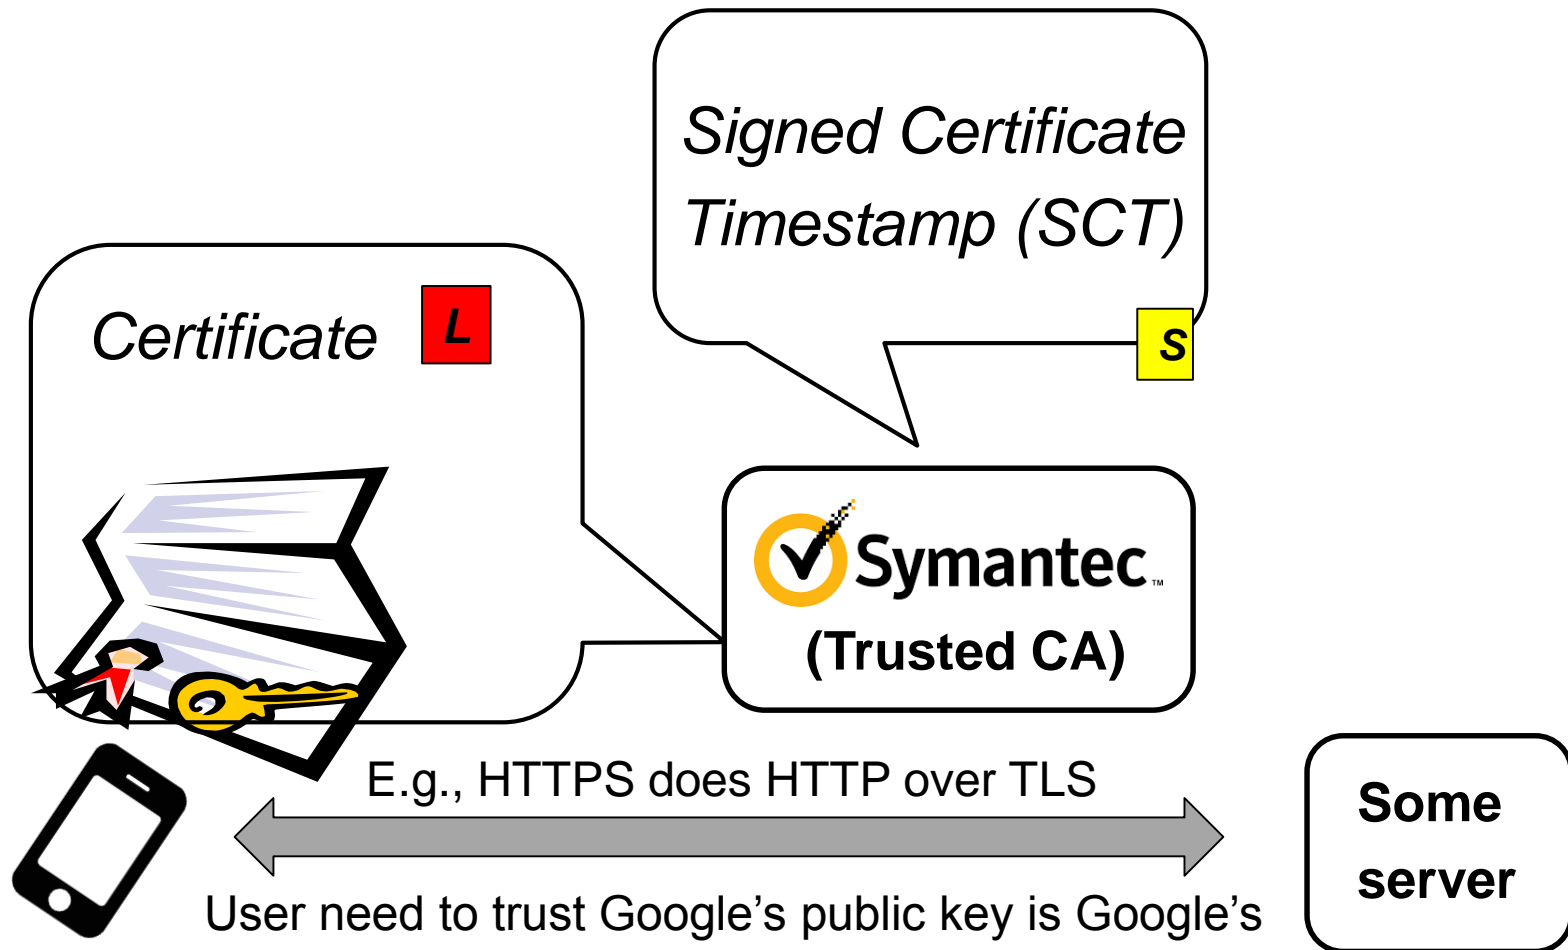 Signed Certificate
Timestamp (SCT)
S
Certificate
L
Symantec.™
(Trusted CA)
E.g., HTTPS does HTTP over TLS
User need to trust Google’s public key is Google’s
Some
server